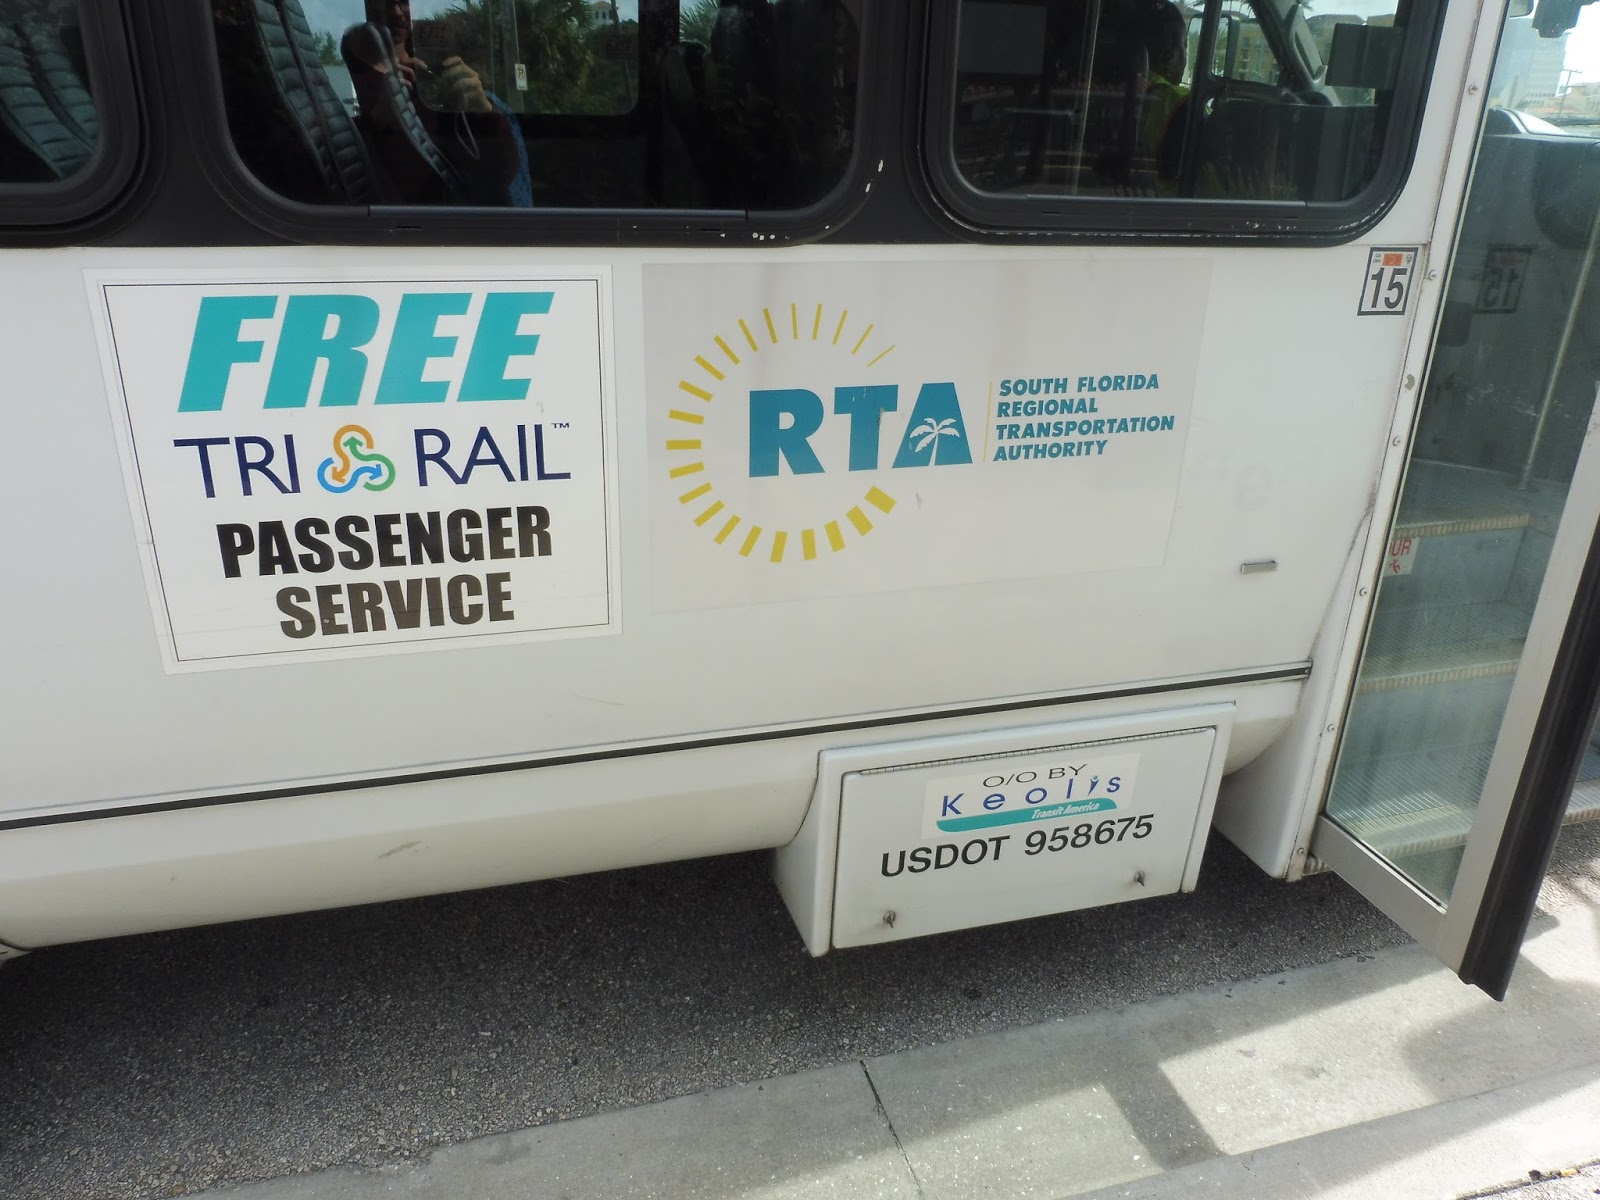 FREE
TRI RAIL™
PASSENGER
SERVICE
RTA
SOUTH FLORIDA
REGIONAL
TRANSPORTATION
AUTHORITY
15
O/O BY
Keolis
Transit America
USDOT 958675